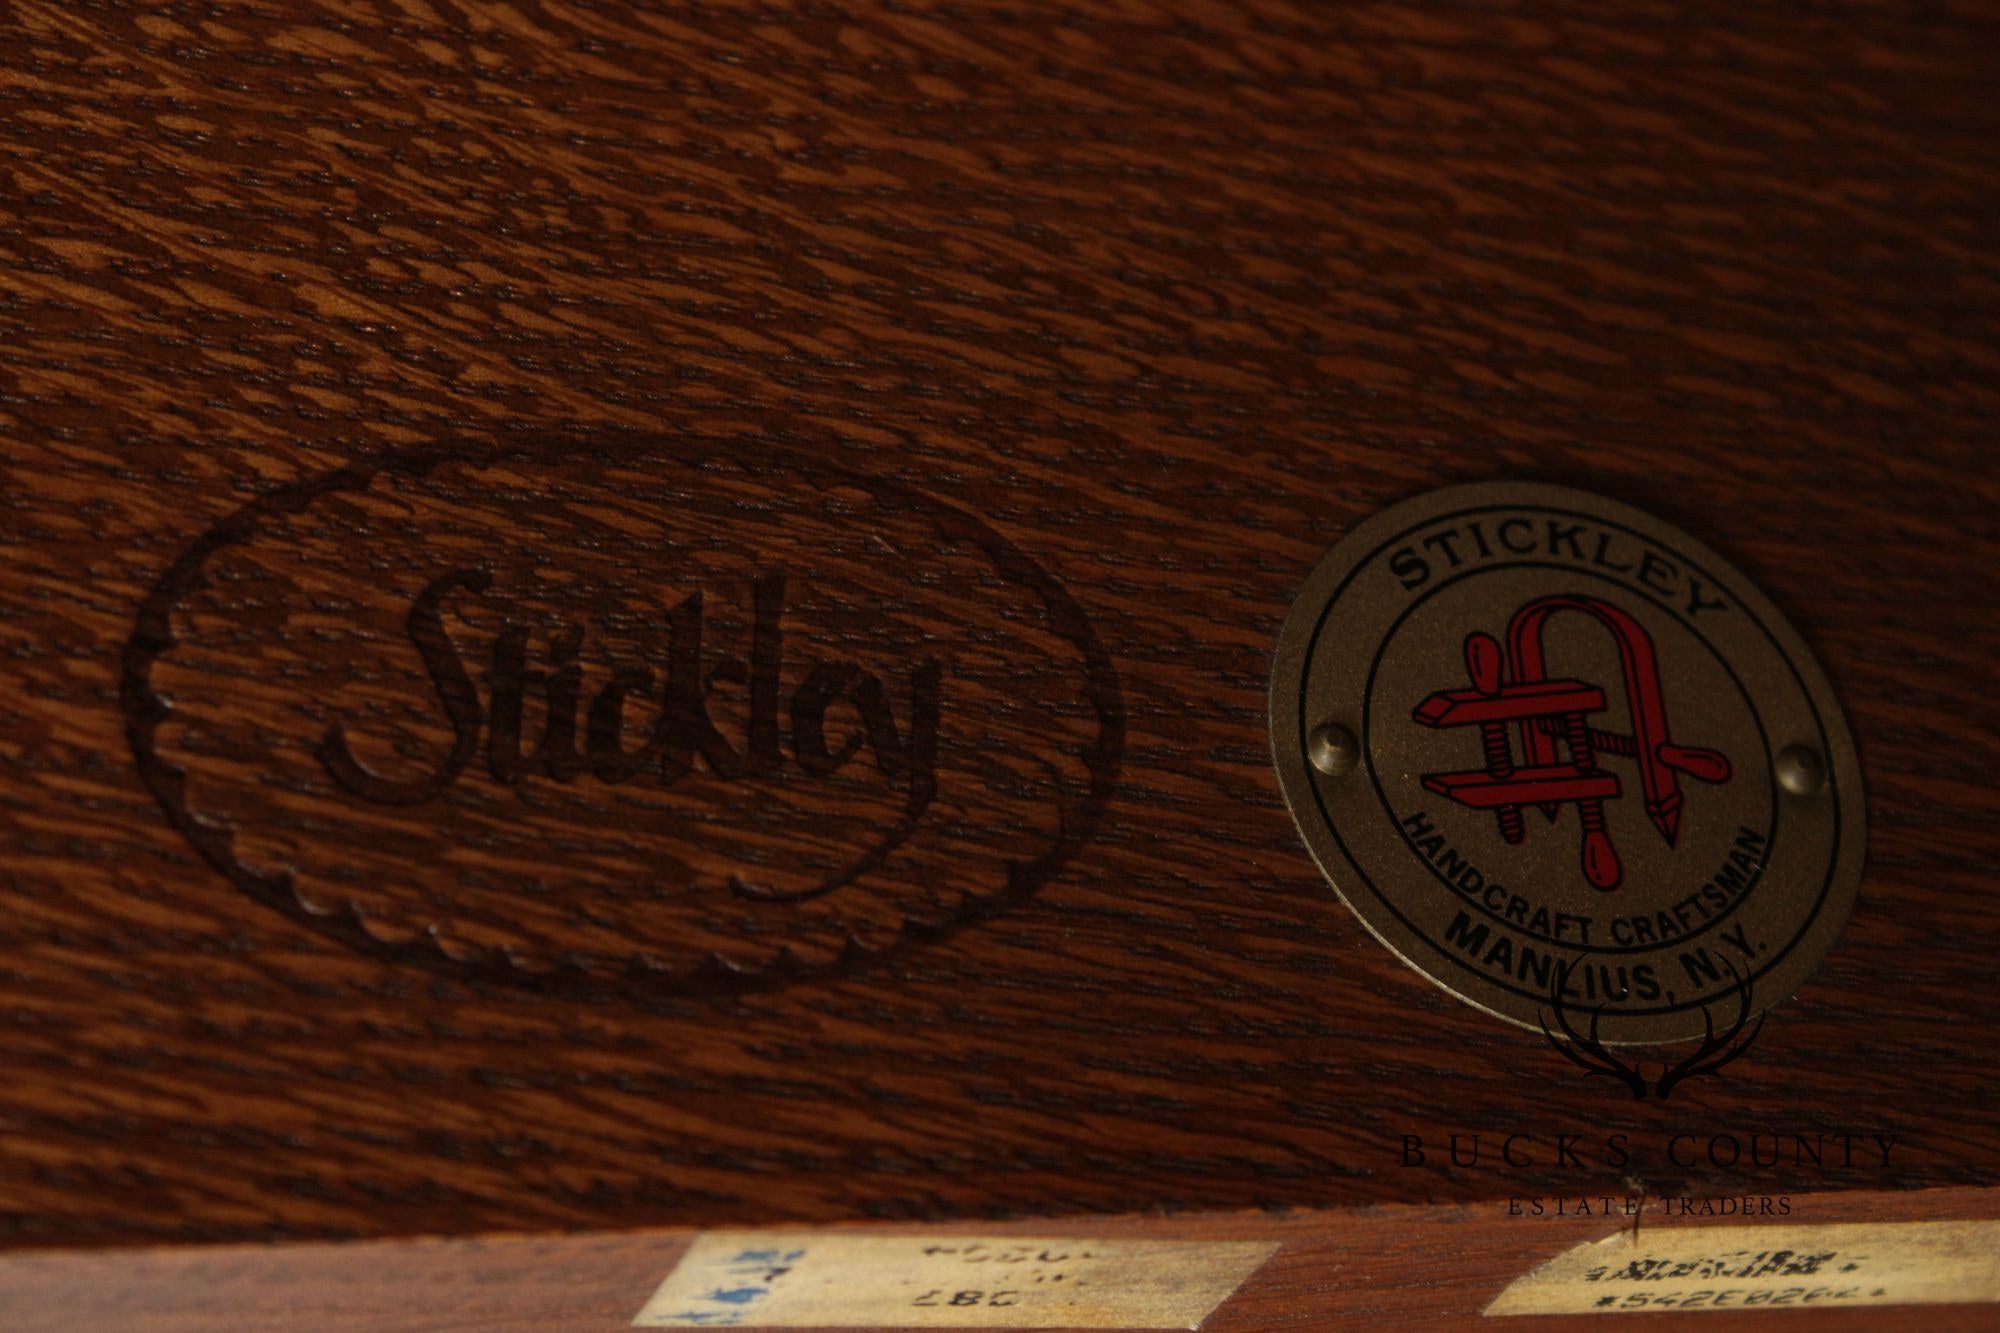 Stickley
STICKLEY
HANDCRAFT CRAFTSMAN
MANLIUS, N.Y.
BUCKS COUNTY
ESTATE TRADERS